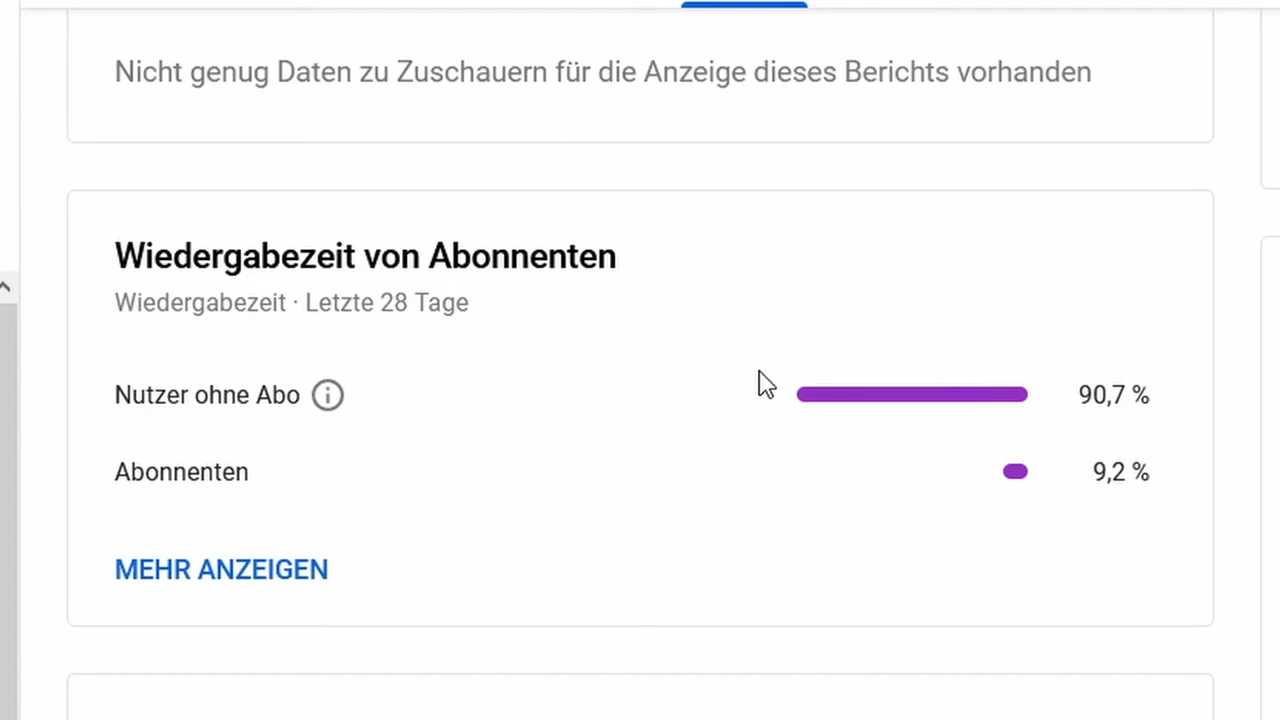 Nicht genug Daten zu Zuschauern für die Anzeige dieses Berichts vorhanden
Wiedergabezeit von Abonnenten
Wiedergabezeit · Letzte 28 Tage
Nutzer ohne Abo 90,7 %
Abonnenten 9,2 %
MEHR ANZEIGEN